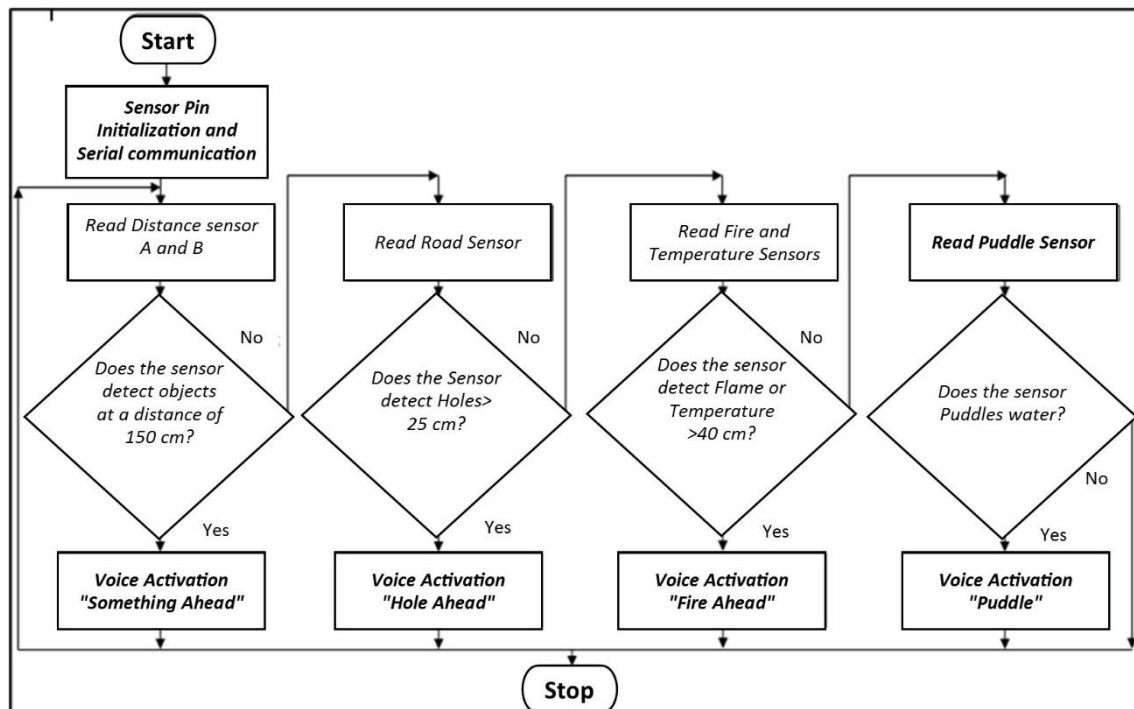 Start
Sensor Pin
Initialization and
Serial communication
Read Distance sensor
A and B
Does the sensor
detect objects
at a distance of
150 cm?
No
Yes
Voice Activation
"Something Ahead"
Read Road Sensor
Does the Sensor
detect Holes>
25 cm?
No
Yes
Voice Activation
"Hole Ahead"
Read Fire and
Temperature Sensors
Does the sensor
detect Flame or
Temperature
>40 cm?
No
Yes
Voice Activation
"Fire Ahead"
Read Puddle Sensor
Does the sensor
Puddles water?
No
Yes
Voice Activation
"Puddle"
Stop